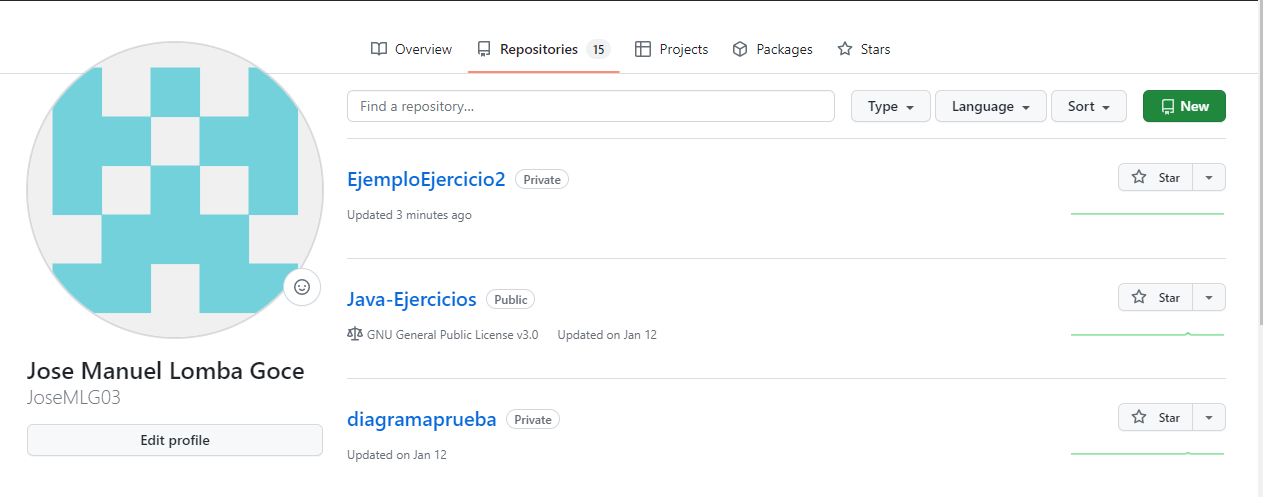 Overview Repositories 15 Projects Packages Stars
Find a repository... Type Language Sort New
EjemploEjercicio2 Private Star
Updated 3 minutes ago
Java-Ejercicios Public Star
GNU General Public License v3.0 Updated on Jan 12
diagramaprueba Private Star
Updated on Jan 12
Jose Manuel Lomba Goce
JoseMLG03
Edit profile